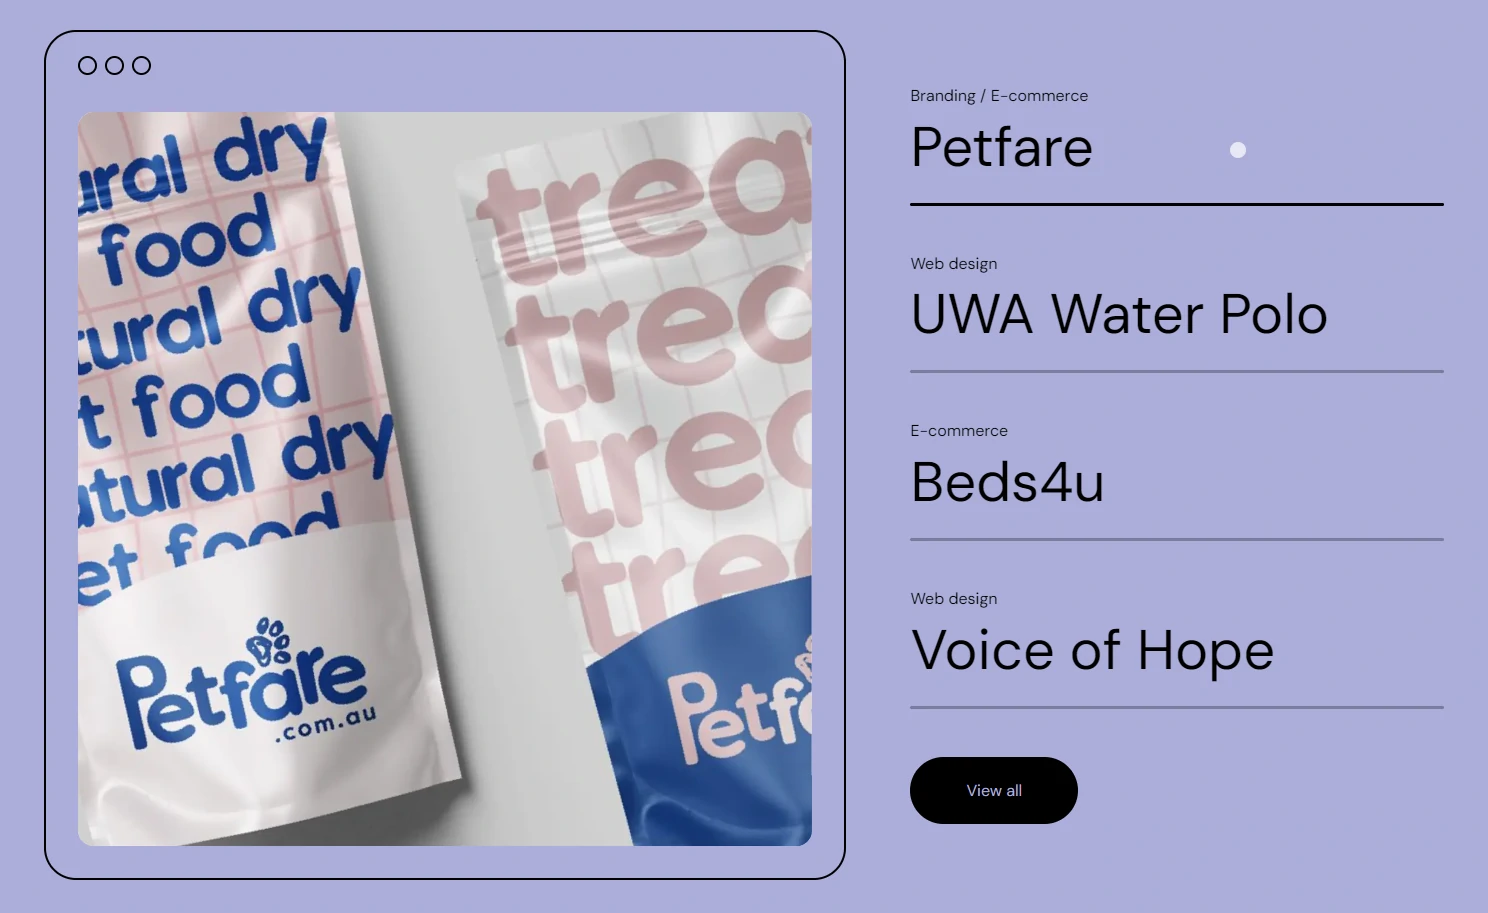 ural dry
food
tural dry
t food
atural dry
et food
Petfare
.com.au
trea
trea
trea
trea
Petfa
Branding / E-commerce
Petfare
Web design
UWA Water Polo
E-commerce
Beds4u
Web design
Voice of Hope
View all